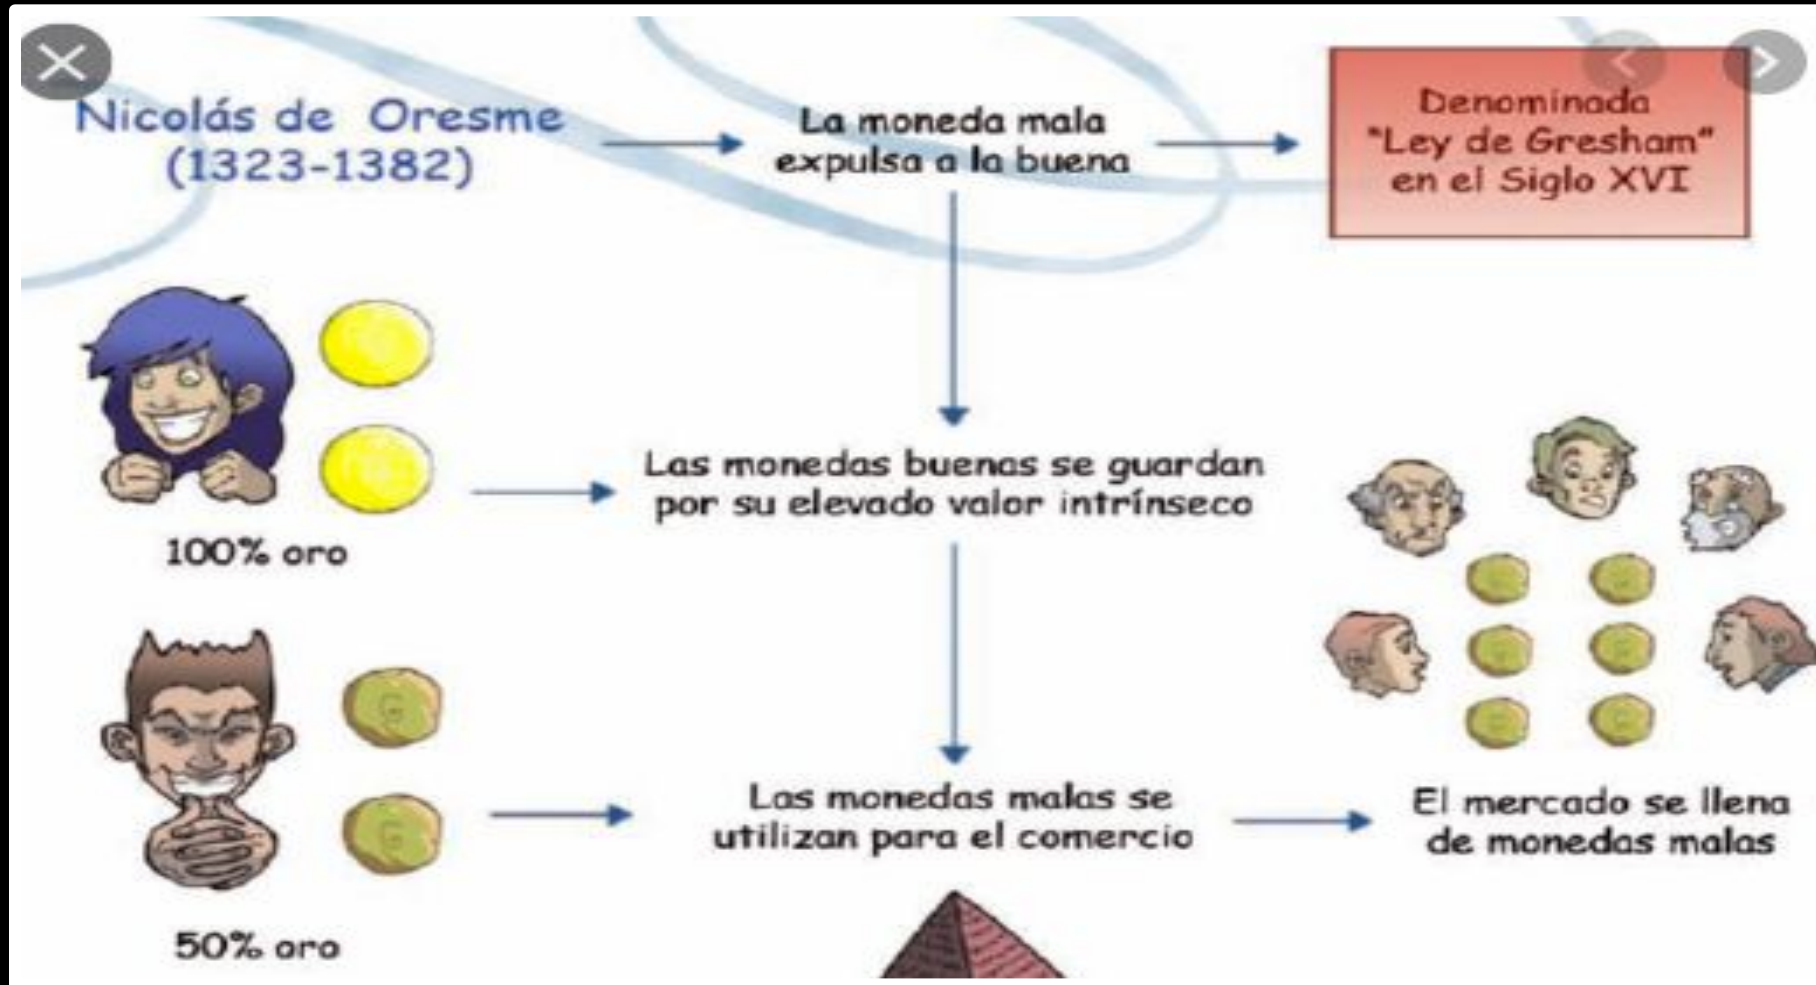 Nicolás de Oresme
(1323-1382)
La moneda mala
expulsa a la buena
Denominada
"Ley de Gresham"
en el Siglo XVI
Las monedas buenas se guardan
por su elevado valor intrínseco
100% oro
Las monedas malas se
utilizan para el comercio
El mercado se llena
de monedas malas
50% oro